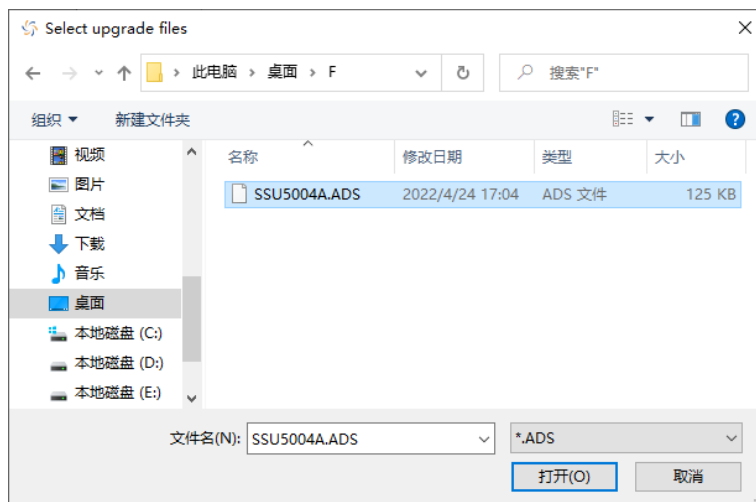 Select upgrade files
此电脑 › 桌面 › F
搜索"F"
组织 新建文件夹
视频
图片
文档
下载
音乐
桌面
本地磁盘 (C:)
本地磁盘 (D:)
本地磁盘 (E:)
名称 修改日期 类型 大小
SSU5004A.ADS 2022/4/24 17:04 ADS 文件 125 KB
文件名(N): SSU5004A.ADS *.ADS
打开(O) 取消